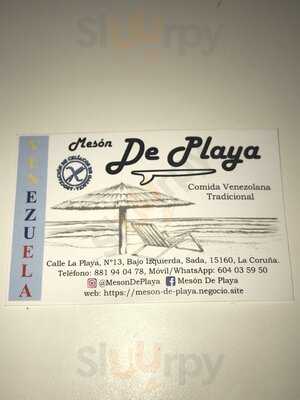 Sluurpy
VENEZUELA
Mesón
De Playa
Comida Venezolana
Tradicional
Calle La Playa, N°13, Bajo Izquierda, Sada, 15160, La Coruña.
Teléfono: 881 94 04 78, Móvil/WhatsApp: 604 03 59 50
@MesonDePlaya Mesón De Playa
web: https://meson-de-playa.negocio.site
Sluurpy